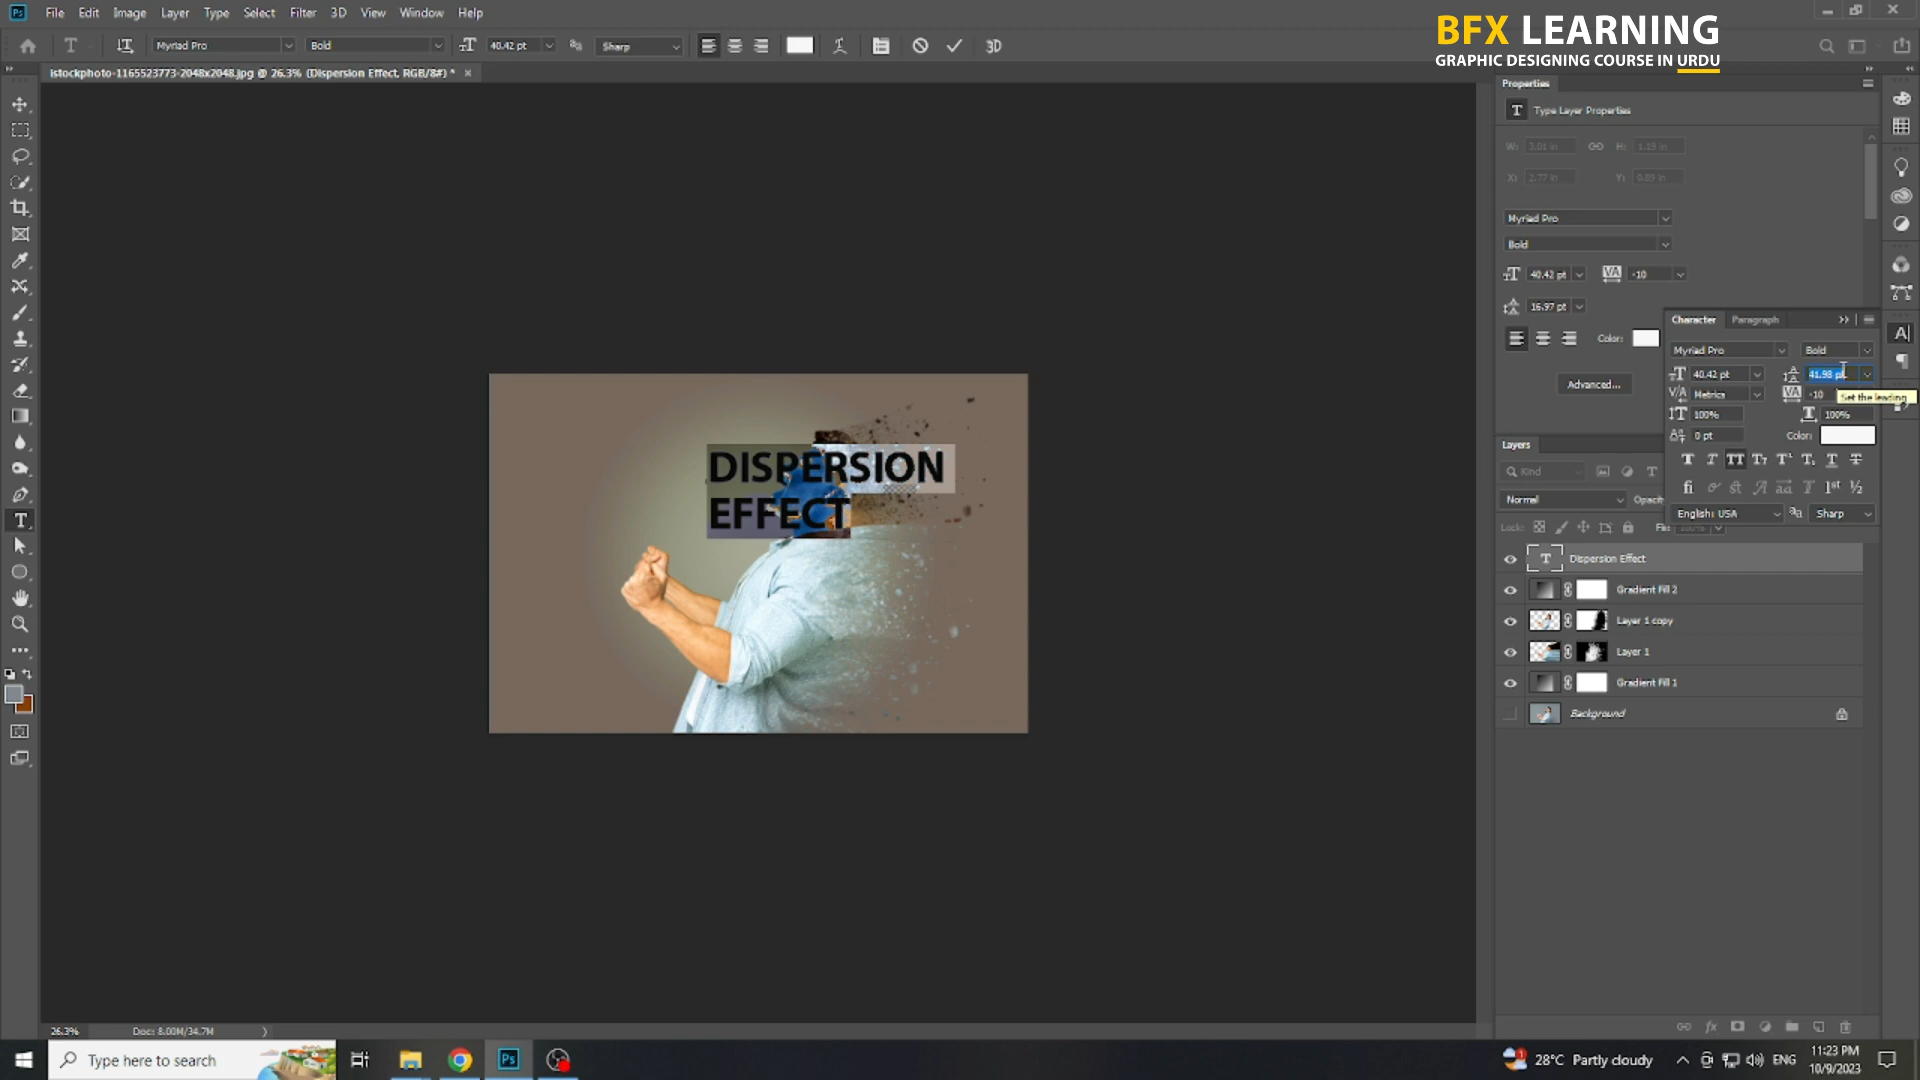 Ps File Edit Image Layer Type Select Filter 3D View Window Help
BFX LEARNING
GRAPHIC DESIGNING COURSE IN URDU
Myriad Pro Bold 40.42 pt Sharp 3D
istockphoto-1165523773-2048x2048.jpg @ 26.3% (Dispersion Effect, RGB/8#) *
Properties
Type Layer Properties
W: 3.01 in H: 1.19 in
X: 2.77 in Y: 0.89 in
Myriad Pro
Bold
40.42 pt -10
16.97 pt
Color:
Advanced...
Character Paragraph
Myriad Pro Bold
40.42 pt 41.98 pt
Metrics -10
Set the leading
100% 100%
0 pt Color:
English: USA Sharp
DISPERSION
EFFECT
Layers
Kind
Normal Opacit
Lock: Fill: 100%
Dispersion Effect
Gradient Fill 2
Layer 1 copy
Layer 1
Gradient Fill 1
Background
26.3% Doc: 8.00M/34.7M
Type here to search
28°C Partly cloudy
ENG
11:23 PM
10/9/2023